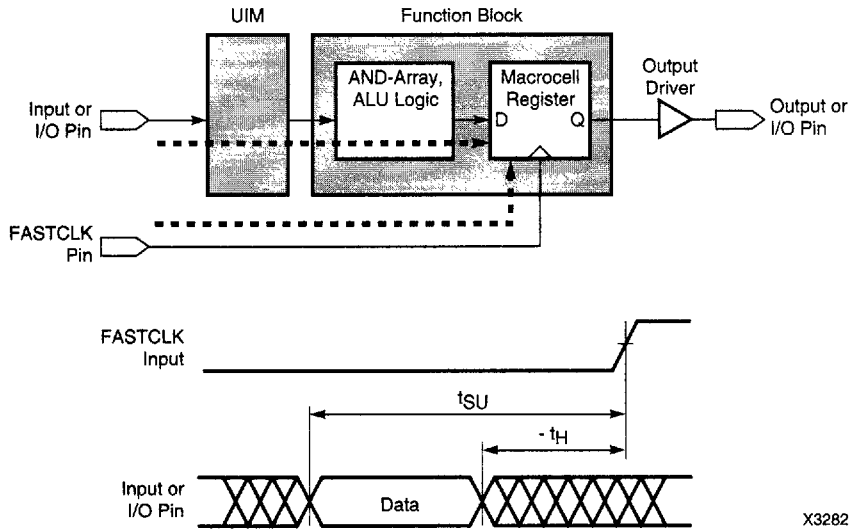 UIM
Function Block
AND-Array,
ALU Logic
Macrocell
Register
D
Q
Output
Driver
Input or
I/O Pin
Output or
I/O Pin
FASTCLK
Pin
FASTCLK
Input
tSU
- tH
Input or
I/O Pin
Data
X3282